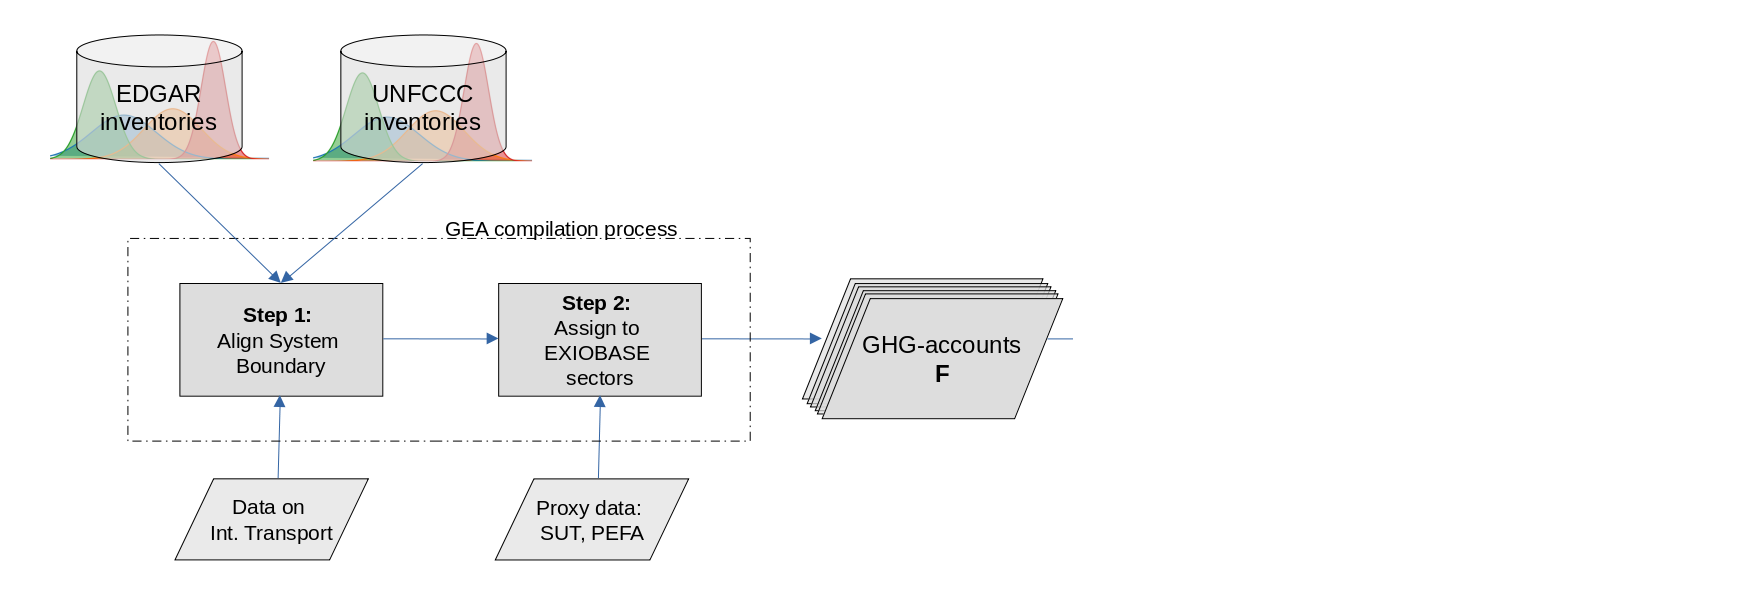 EDGAR
inventories
UNFCCC
inventories
GEA compilation process
Step 1:
Align System
Boundary
Step 2:
Assign to
EXIOBASE
sectors
GHG-accounts
F
Data on
Int. Transport
Proxy data:
SUT, PEFA